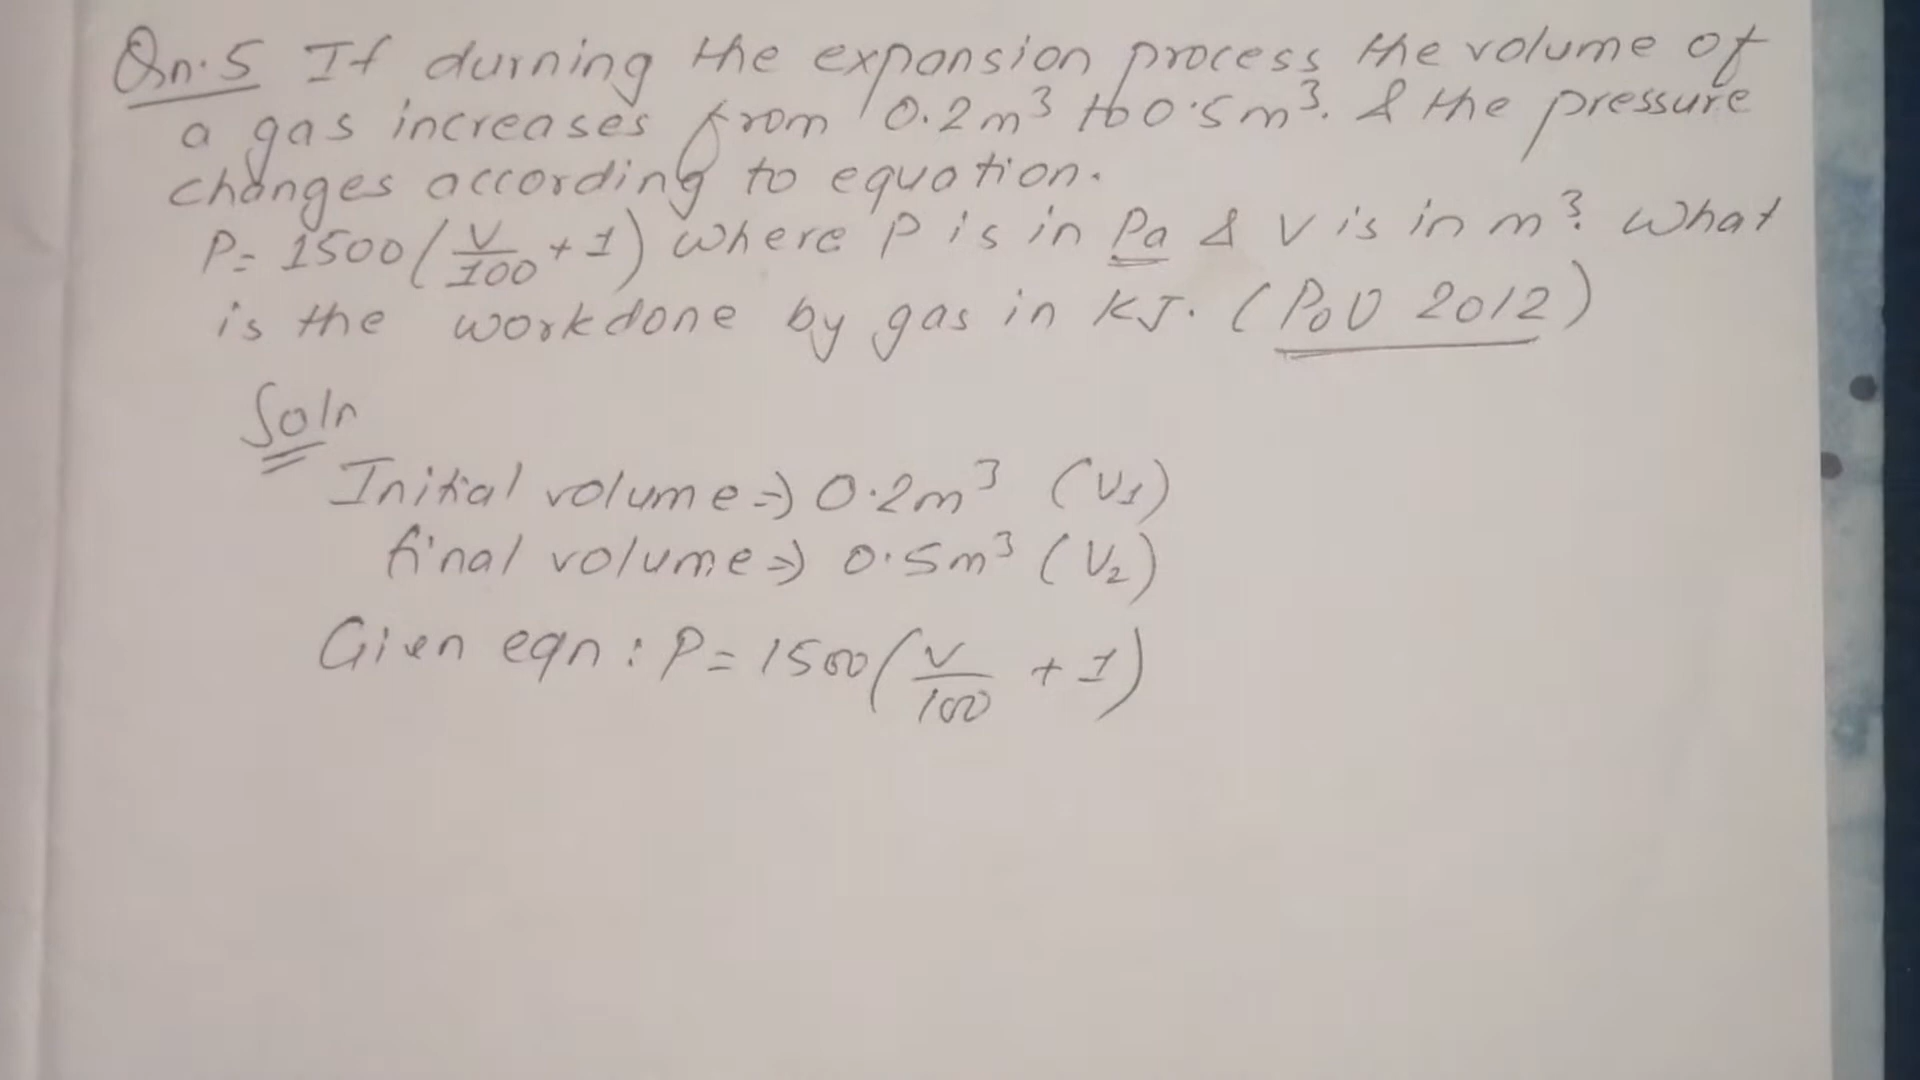 Qn.5 If durning the expansion process the volume of
a gas increases from 0.2m³ to 0.5m³. & the pressure
changes according to equation.
P= 1500(V/100 +1) where P is in Pa & V is in m³. What
is the workdone by gas in KJ. (PoU 2012)
Soln
Initial volume ⇒ 0.2m³ (V₁)
final volume ⇒ 0.5m³ (V₂)
Given eqn : P= 1500(V/100 + 1)